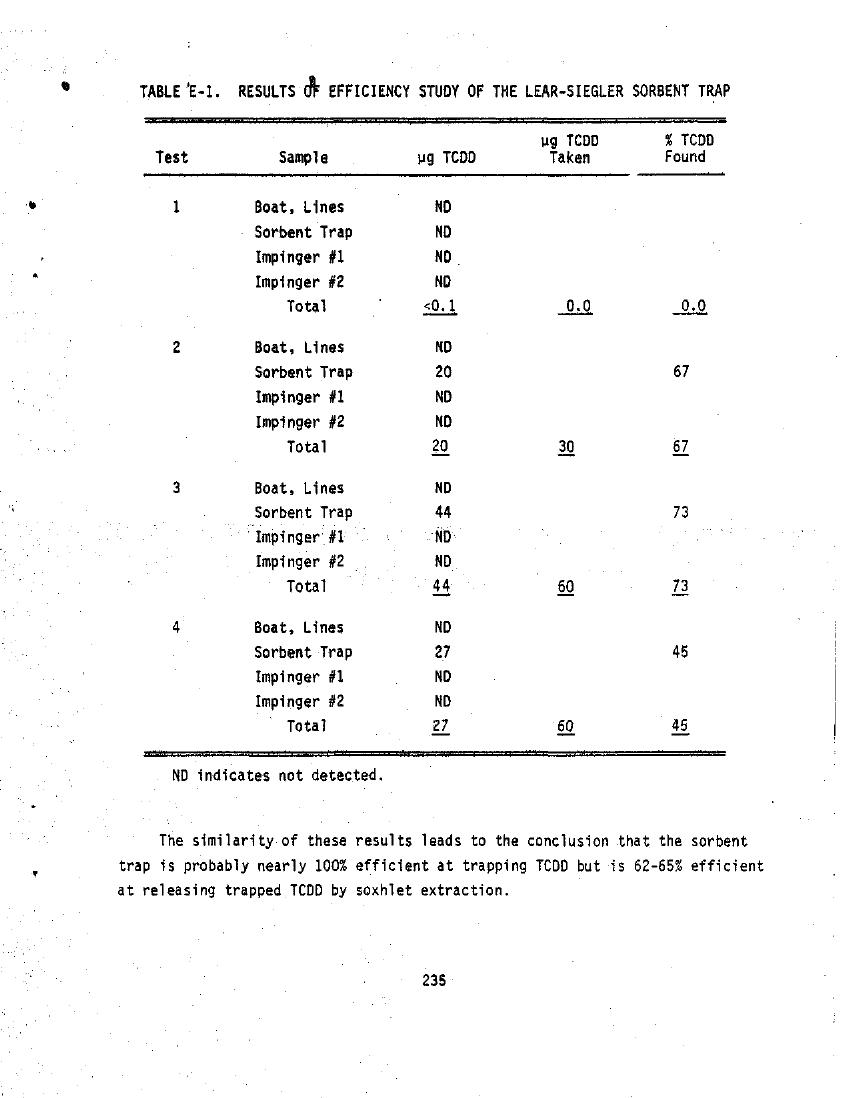 TABLE E-1. RESULTS OF EFFICIENCY STUDY OF THE LEAR-SIEGLER SORBENT TRAP
µg TCDD % TCDD
Test Sample µg TCDD Taken Found
1 Boat, Lines ND
Sorbent Trap ND
Impinger #1 ND
Impinger #2 ND
Total <0.1 0.0 0.0
2 Boat, Lines ND
Sorbent Trap 20 67
Impinger #1 ND
Impinger #2 ND
Total 20 30 67
3 Boat, Lines ND
Sorbent Trap 44 73
Impinger #1 ND
Impinger #2 ND
Total 44 60 73
4 Boat, Lines ND
Sorbent Trap 27 45
Impinger #1 ND
Impinger #2 ND
Total 27 60 45
ND indicates not detected.
The similarity of these results leads to the conclusion that the sorbent
trap is probably nearly 100% efficient at trapping TCDD but is 62-65% efficient
at releasing trapped TCDD by soxhlet extraction.
235